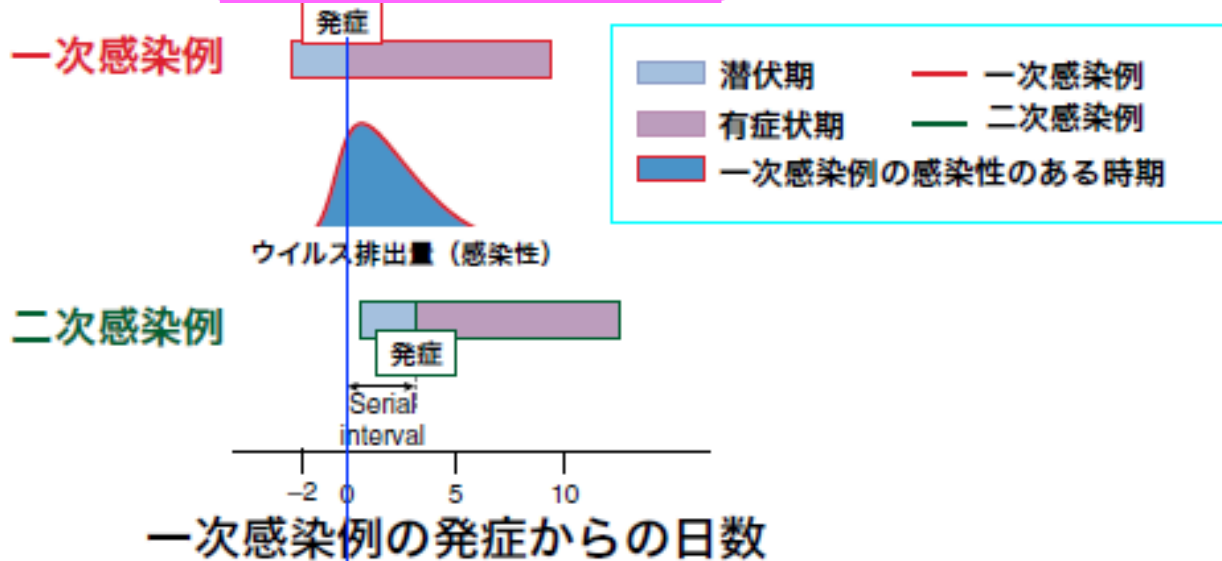 発症
一次感染例
潜伏期
一次感染例
有症状期
二次感染例
一次感染例の感染性のある時期
ウイルス排出量（感染性）
二次感染例
発症
Serial
interval
−2 0 5 10
一次感染例の発症からの日数